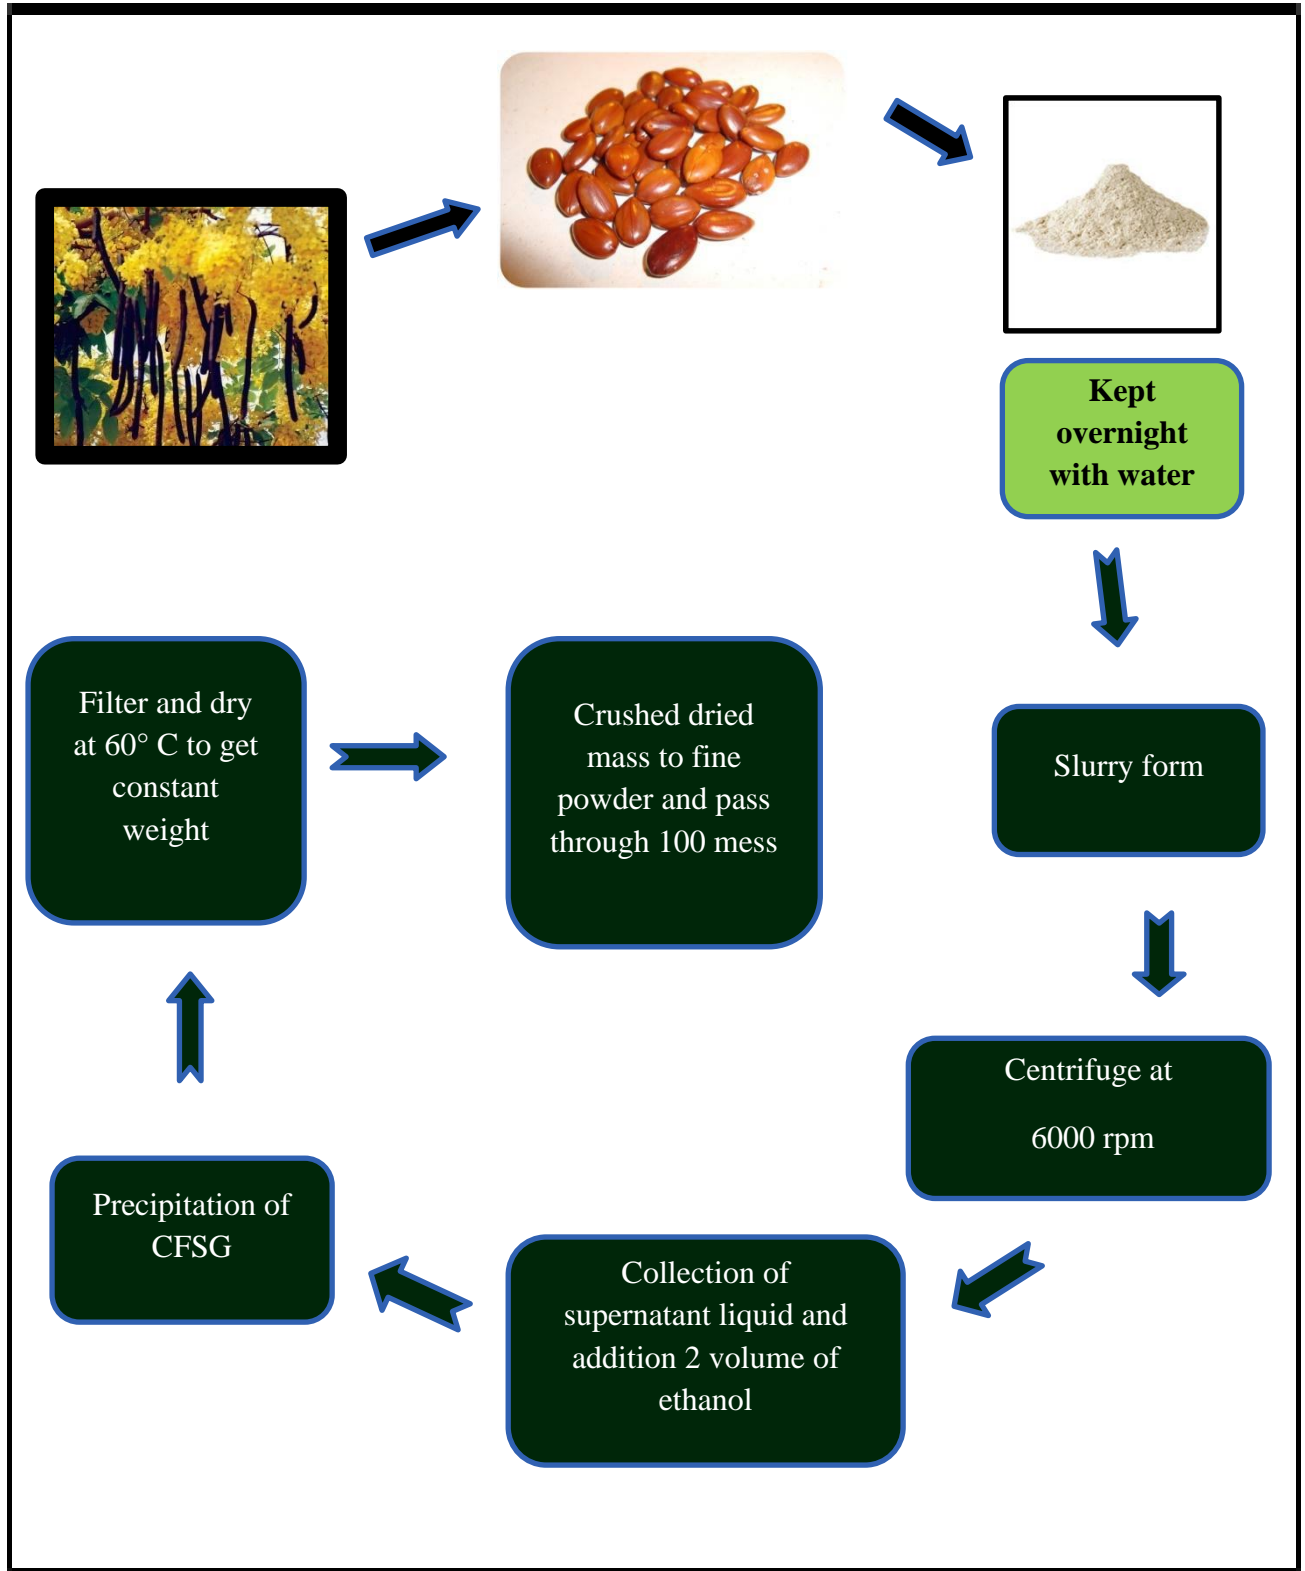 Kept
overnight
with water
Slurry form
Centrifuge at
6000 rpm
Collection of
supernatant liquid and
addition 2 volume of
ethanol
Precipitation of
CFSG
Filter and dry
at 60° C to get
constant
weight
Crushed dried
mass to fine
powder and pass
through 100 mess